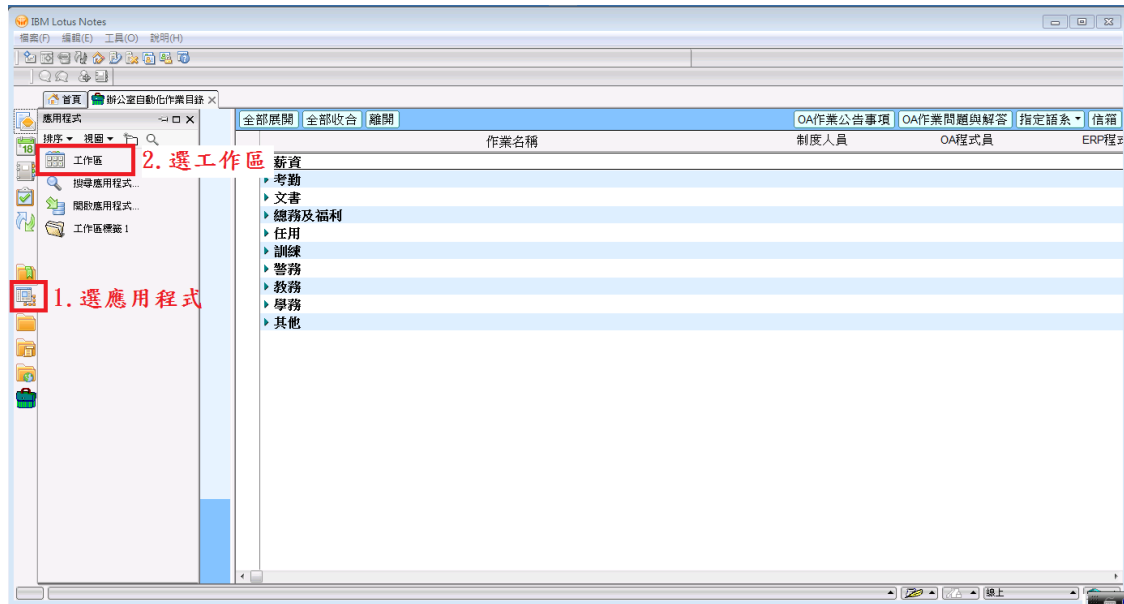 IBM Lotus Notes
檔案(F) 編輯(E) 工具(O) 說明(H)
首頁 辦公室自動化作業目錄
應用程式
全部展開 全部收合 離開 OA作業公告事項 OA作業問題與解答 指定語系 信箱
排序 視圖
18
作業名稱 制度人員 OA程式員 ERP程
工作區
2.選工作區
薪資
搜尋應用程式...
考勤
開啟應用程式...
文書
總務及福利
工作區標籤 1
任用
訓練
警務
教務
1.選應用程式
學務
其他
線上